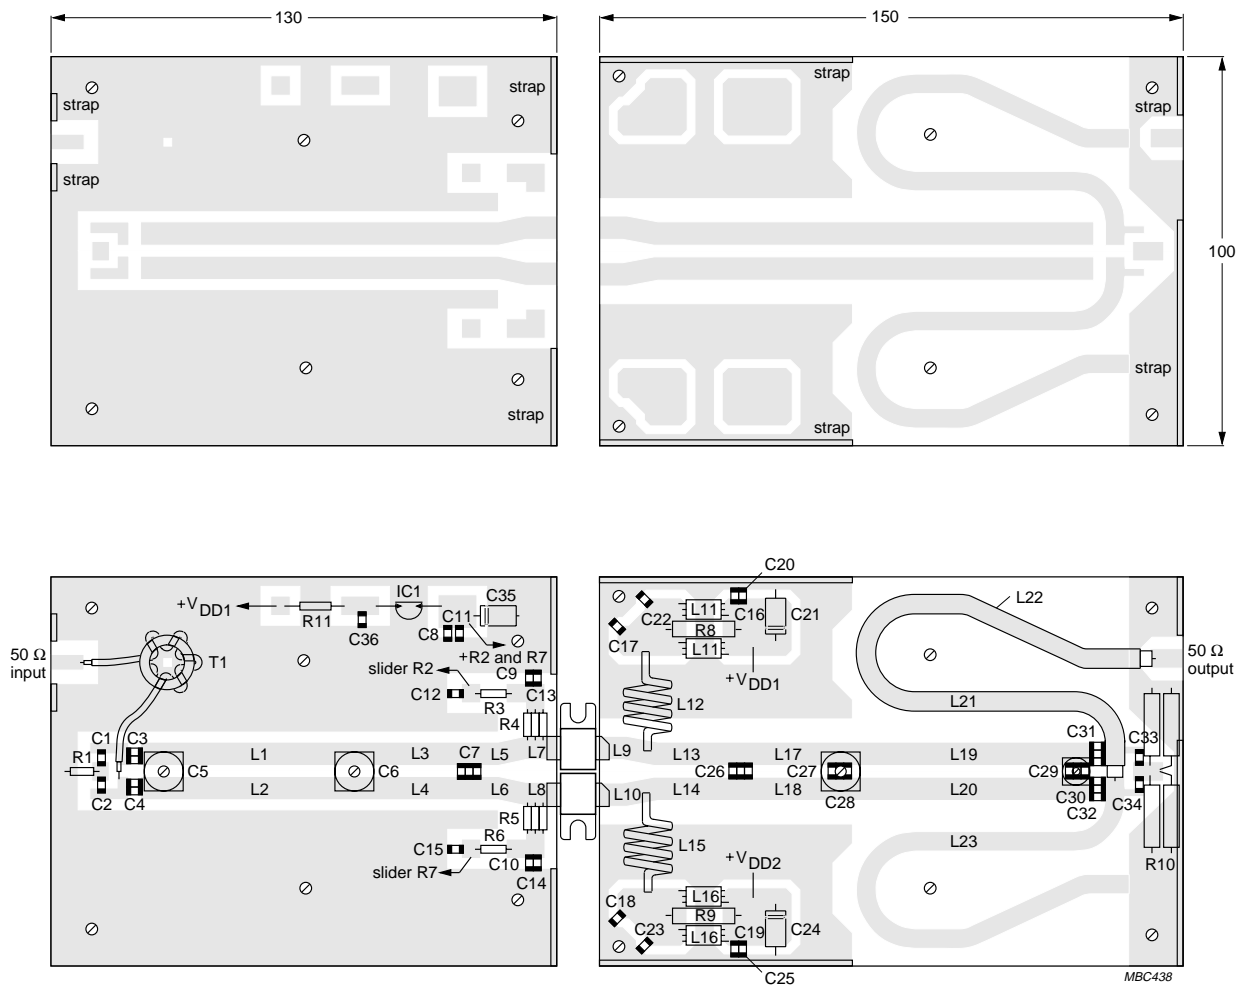 130
150
strap
strap
strap
strap
strap
100
strap
strap
strap
strap
C20
+V DD1
IC1
C35
R11
C36
C8
C11
C22
L11
C16
C21
L22
C17
R8
L11
50 Ω
input
T1
+R2 and R7
slider R2
C9
+V DD1
50 Ω
output
C12
R3
C13
L12
L21
R4
C1
C3
C31
C33
R1
L1
L3
C7
L5
L7
L9
L13
L17
L19
C5
C6
C26
C27
C29
L2
L4
L6
L8
L10
L14
L18
L20
C30
C2
C4
C28
C32
C34
R5
R6
L15
L23
C15
C10
+V DD2
R10
slider R7
C14
C18
L16
R9
C23
L16
C19
C24
C25
MBC438